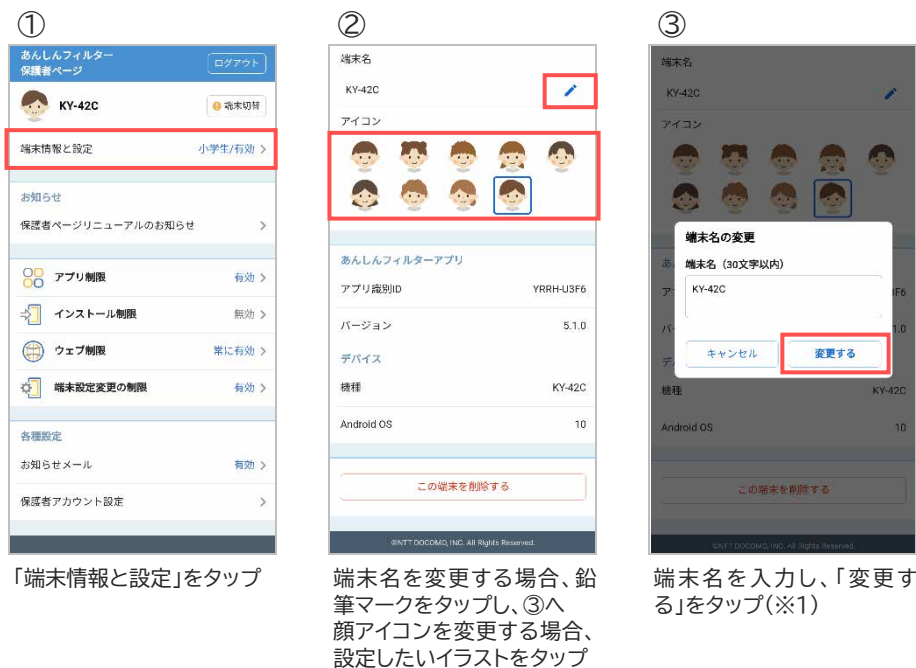 ①
あんしんフィルター
保護者ページ
ログアウト
KY-42C
端末切替
端末情報と設定
小学生/有効
お知らせ
保護者ページリニューアルのお知らせ
アプリ制限
有効
インストール制限
無効
ウェブ制限
常に有効
端末設定変更の制限
有効
各種設定
お知らせメール
有効
保護者アカウント設定
「端末情報と設定」をタップ
②
端末名
KY-42C
アイコン
あんしんフィルターアプリ
アプリ識別ID
YRRH-U3F6
バージョン
5.1.0
デバイス
機種
KY-42C
Android OS
10
この端末を削除する
©NTT DOCOMO, INC. All Rights Reserved.
端末名を変更する場合、鉛
筆マークをタップし、③へ
顔アイコンを変更する場合、
設定したいイラストをタップ
③
端末名
KY-42C
アイコン
端末名の変更
端末名（30文字以内）
KY-42C
キャンセル
変更する
機種
KY-42C
Android OS
10
この端末を削除する
©NTT DOCOMO, INC. All Rights Reserved.
端末名を入力し、「変更す
る」をタップ(※1)